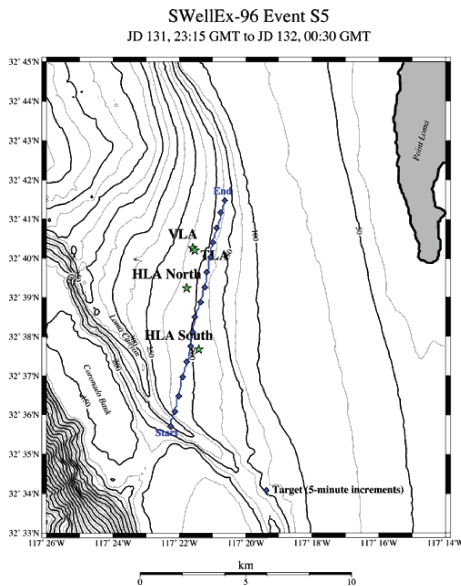 SWellEx-96 Event S5
JD 131, 23:15 GMT to JD 132, 00:30 GMT
32˚ 45'N
32˚ 44'N
32˚ 43'N
32˚ 42'N
32˚ 41'N
32˚ 40'N
32˚ 39'N
32˚ 38'N
32˚ 37'N
32˚ 36'N
32˚ 35'N
32˚ 34'N
32˚ 33'N
Point Loma
End
VLA
TLA
100
50
HLA North
HLA South
Loma Canyon
Coronado Bank
Start
Target (5-minute increments)
117˚ 26'W
117˚ 24'W
117˚ 22'W
117˚ 20'W
117˚ 18'W
117˚ 16'W
117˚ 14'W
km
0
5
10